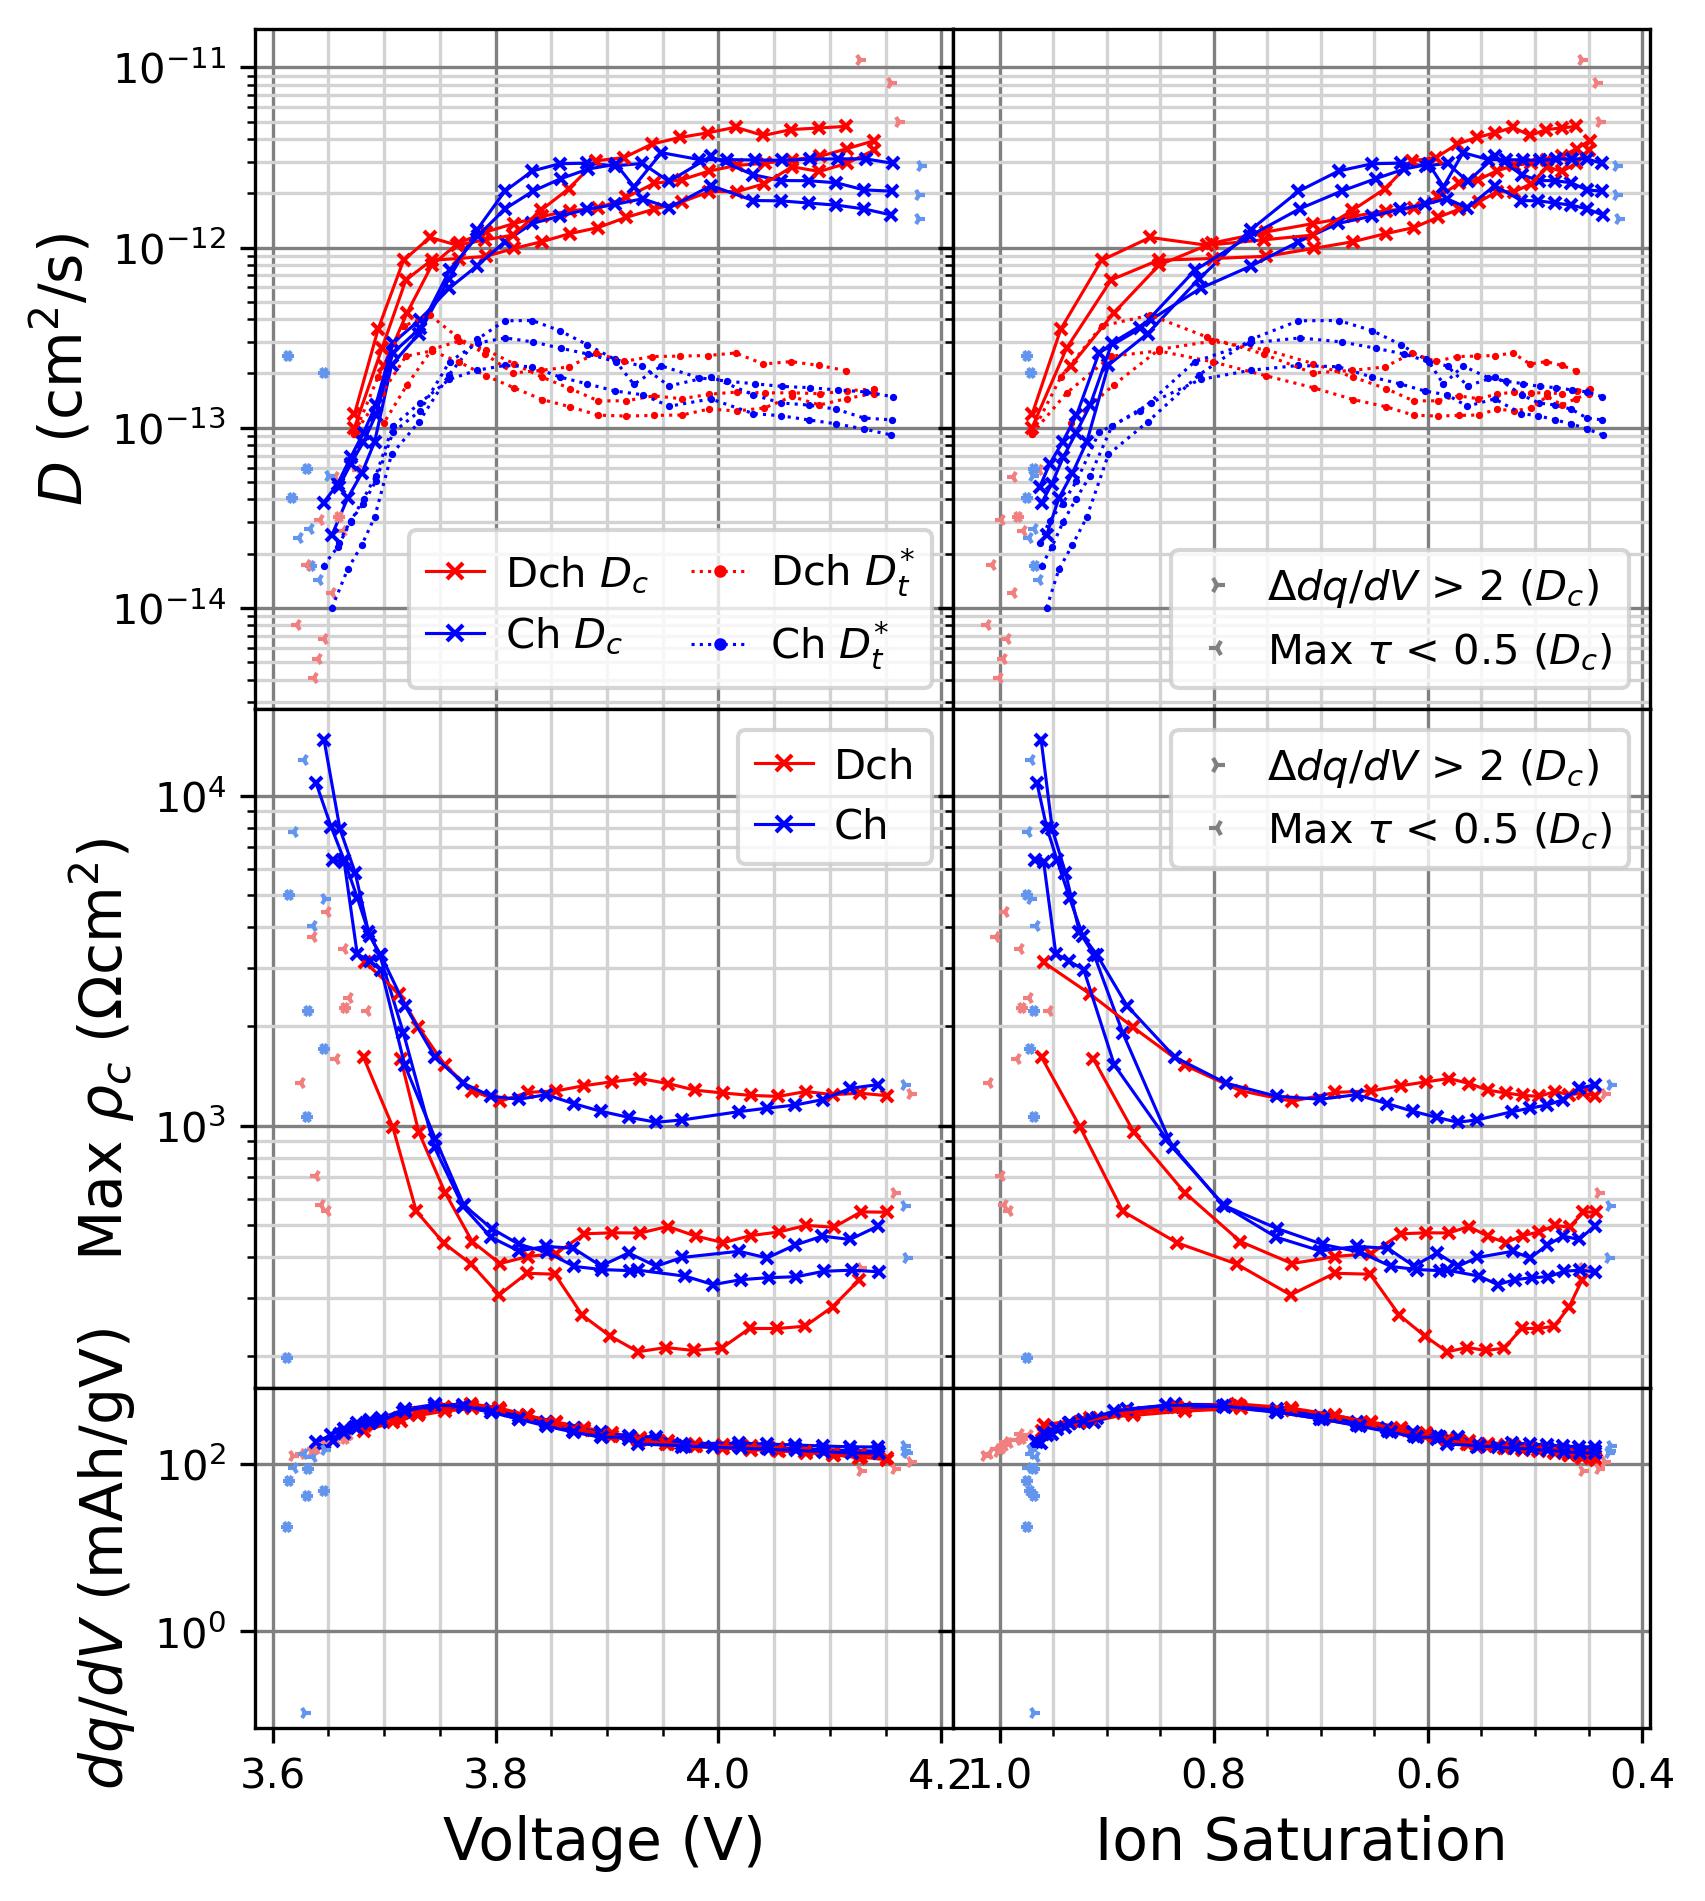 10⁻¹¹
10⁻¹²
10⁻¹³
10⁻¹⁴
D (cm²/s)
Dch D_c
Ch D_c
Dch D_t^*
Ch D_t^*
Δdq/dV > 2 (D_c)
Max τ < 0.5 (D_c)
10⁴
10³
Max ρ_c (Ωcm²)
Dch
Ch
Δdq/dV > 2 (D_c)
Max τ < 0.5 (D_c)
10²
10⁰
dq/dV (mAh/gV)
3.6 3.8 4.0 4.2
1.0 0.8 0.6 0.4
Voltage (V)
Ion Saturation